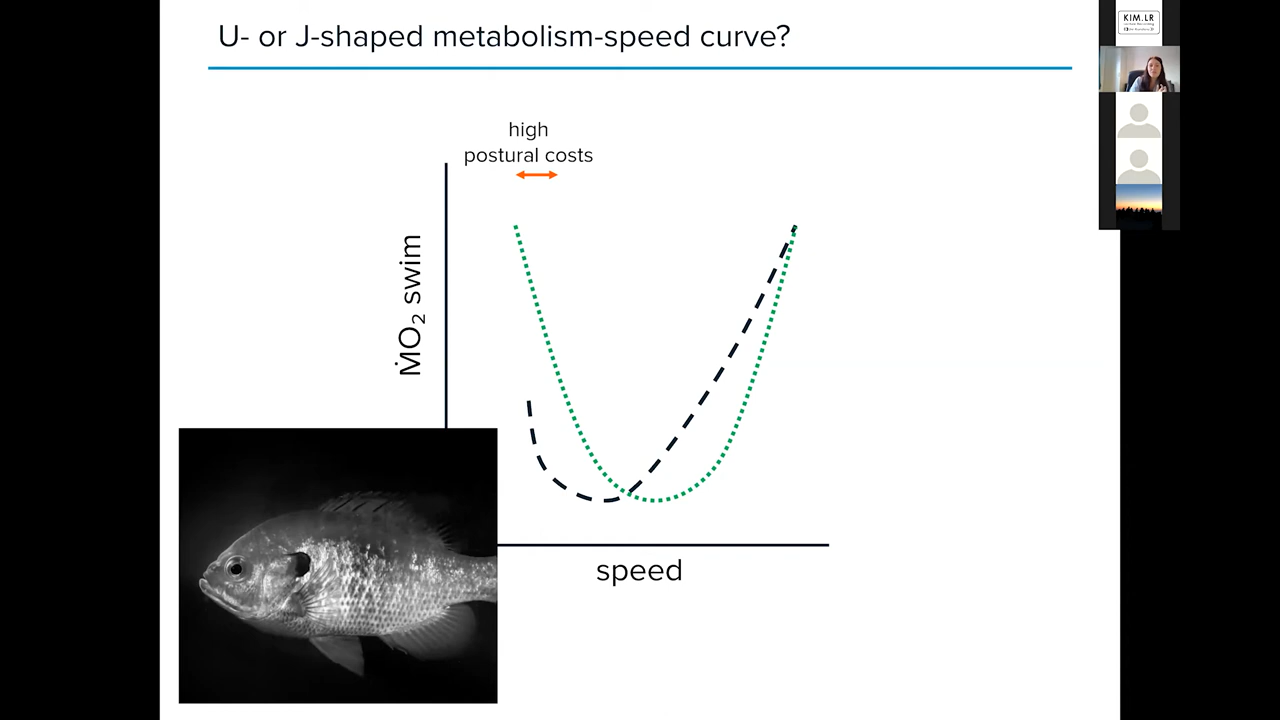 U- or J-shaped metabolism-speed curve?
KIM.LR
high
postural costs
ṀO₂ swim
speed